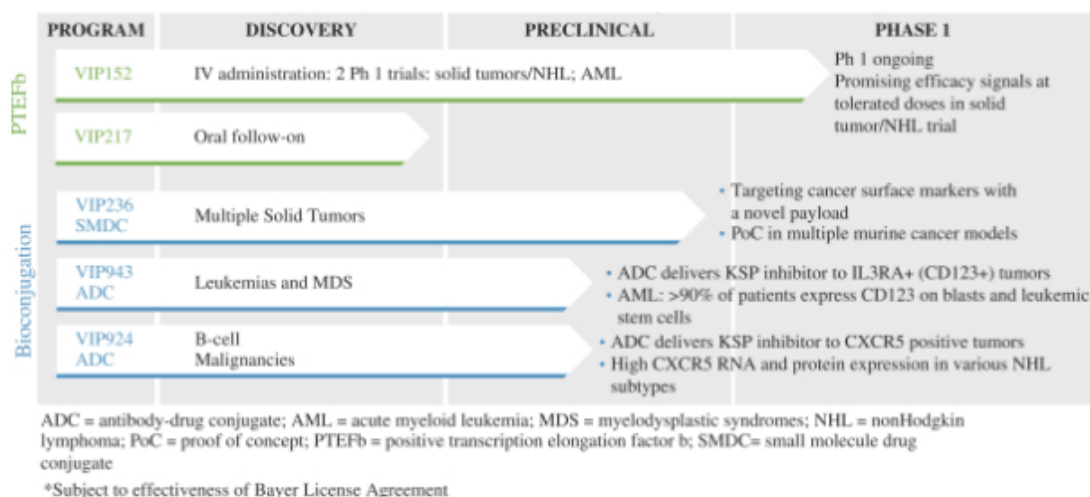 PROGRAM DISCOVERY PRECLINICAL PHASE 1
PTEFb
VIP152
IV administration: 2 Ph 1 trials: solid tumors/NHL; AML
Ph 1 ongoing
Promising efficacy signals at
tolerated doses in solid
tumor/NHL trial
VIP217
Oral follow-on
Bioconjugation
VIP236
SMDC
Multiple Solid Tumors
• Targeting cancer surface markers with
a novel payload
• PoC in multiple murine cancer models
VIP943
ADC
Leukemias and MDS
• ADC delivers KSP inhibitor to IL3RA+ (CD123+) tumors
• AML: >90% of patients express CD123 on blasts and leukemic
stem cells
VIP924
ADC
B-cell
Malignancies
• ADC delivers KSP inhibitor to CXCR5 positive tumors
• High CXCR5 RNA and protein expression in various NHL
subtypes
ADC = antibody-drug conjugate; AML = acute myeloid leukemia; MDS = myelodysplastic syndromes; NHL = nonHodgkin
lymphoma; PoC = proof of concept; PTEFb = positive transcription elongation factor b; SMDC= small molecule drug
conjugate
*Subject to effectiveness of Bayer License Agreement